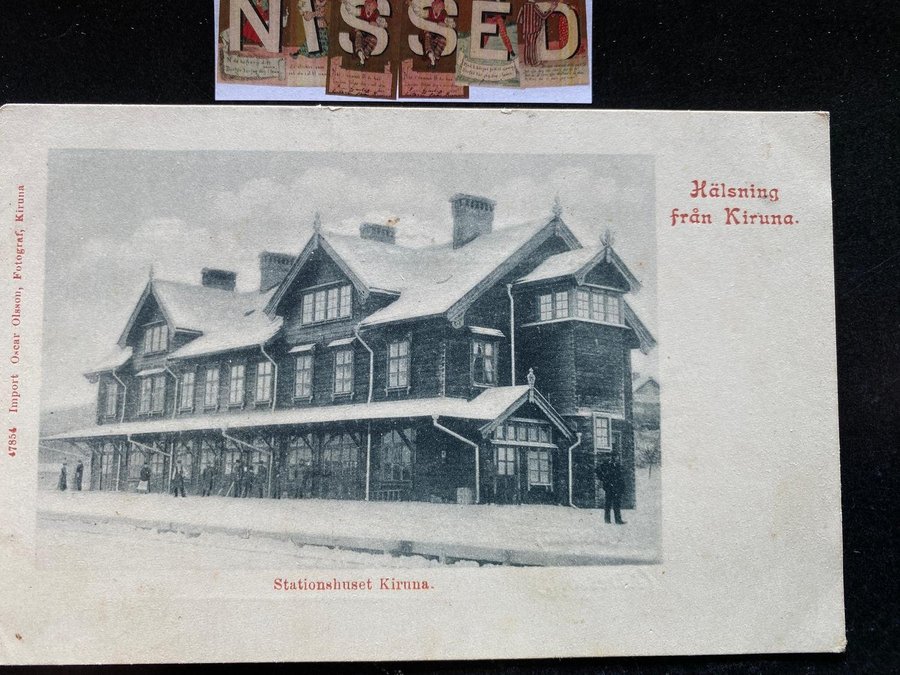 NISSED
Hälsning
från Kiruna.
47854 Import Oscar Olsson, Fotograf, Kiruna
Stationshuset Kiruna.